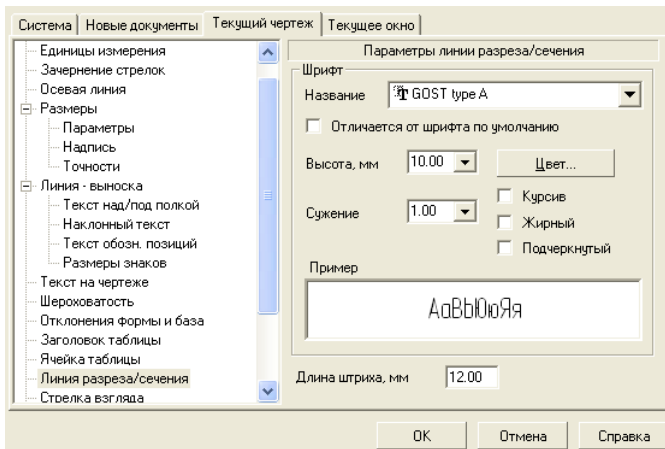 Система
Новые документы
Текущий чертеж
Текущее окно
Единицы измерения
Зачернение стрелок
Осевая линия
Размеры
Параметры
Надпись
Точности
Линия - выноска
Текст над/под полкой
Наклонный текст
Текст обозн. позиций
Размеры знаков
Текст на чертеже
Шероховатость
Отклонения формы и база
Заголовок таблицы
Ячейка таблицы
Линия разреза/сечения
Стрелка взгляда
Параметры линии разреза/сечения
Шрифт
Название
GOST type A
Отличается от шрифта по умолчанию
Высота, мм
10.00
Цвет...
Сужение
1.00
Курсив
Жирный
Подчеркнутый
Пример
АаВЫЮюЯя
Длина штриха, мм
12.00
OK
Отмена
Справка